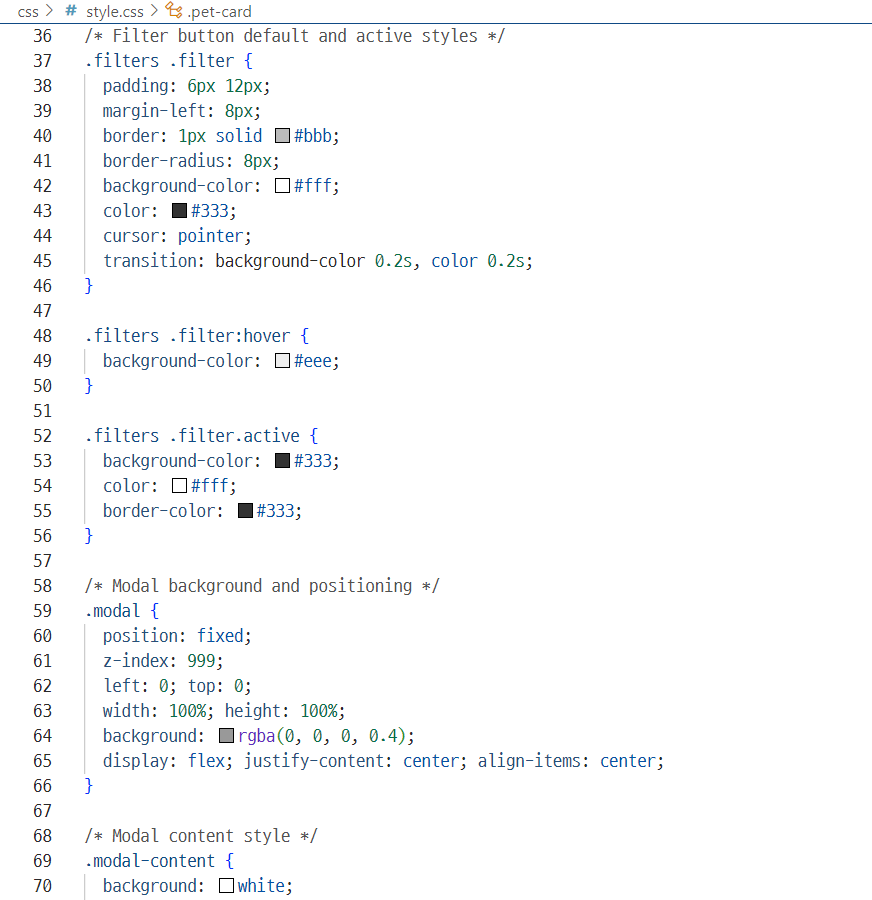 css > # style.css > .pet-card
36 /* Filter button default and active styles */
37 .filters .filter {
38 padding: 6px 12px;
39 margin-left: 8px;
40 border: 1px solid #bbb;
41 border-radius: 8px;
42 background-color: #fff;
43 color: #333;
44 cursor: pointer;
45 transition: background-color 0.2s, color 0.2s;
46 }
47
48 .filters .filter:hover {
49 background-color: #eee;
50 }
51
52 .filters .filter.active {
53 background-color: #333;
54 color: #fff;
55 border-color: #333;
56 }
57
58 /* Modal background and positioning */
59 .modal {
60 position: fixed;
61 z-index: 999;
62 left: 0; top: 0;
63 width: 100%; height: 100%;
64 background: rgba(0, 0, 0, 0.4);
65 display: flex; justify-content: center; align-items: center;
66 }
67
68 /* Modal content style */
69 .modal-content {
70 background: white;